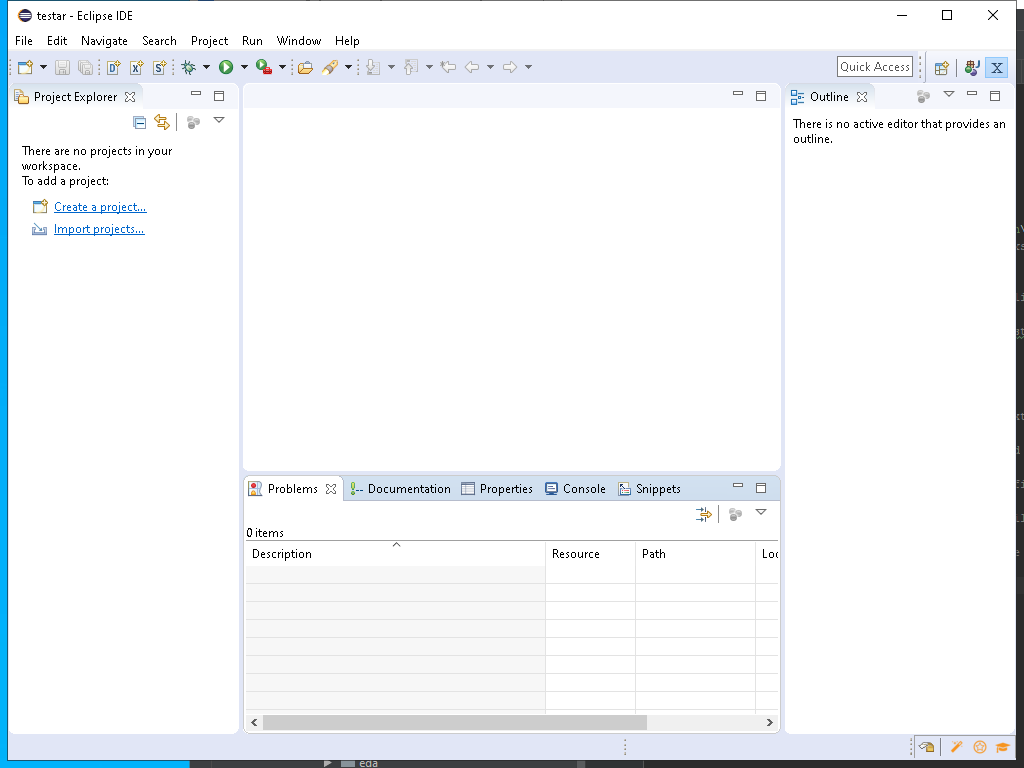 testar - Eclipse IDE
File Edit Navigate Search Project Run Window Help
Quick Access
Project Explorer
There are no projects in your
workspace.
To add a project:
Create a project...
Import projects...
Outline
There is no active editor that provides an
outline.
Problems Documentation Properties Console Snippets
0 items
Description Resource Path Loc
eda